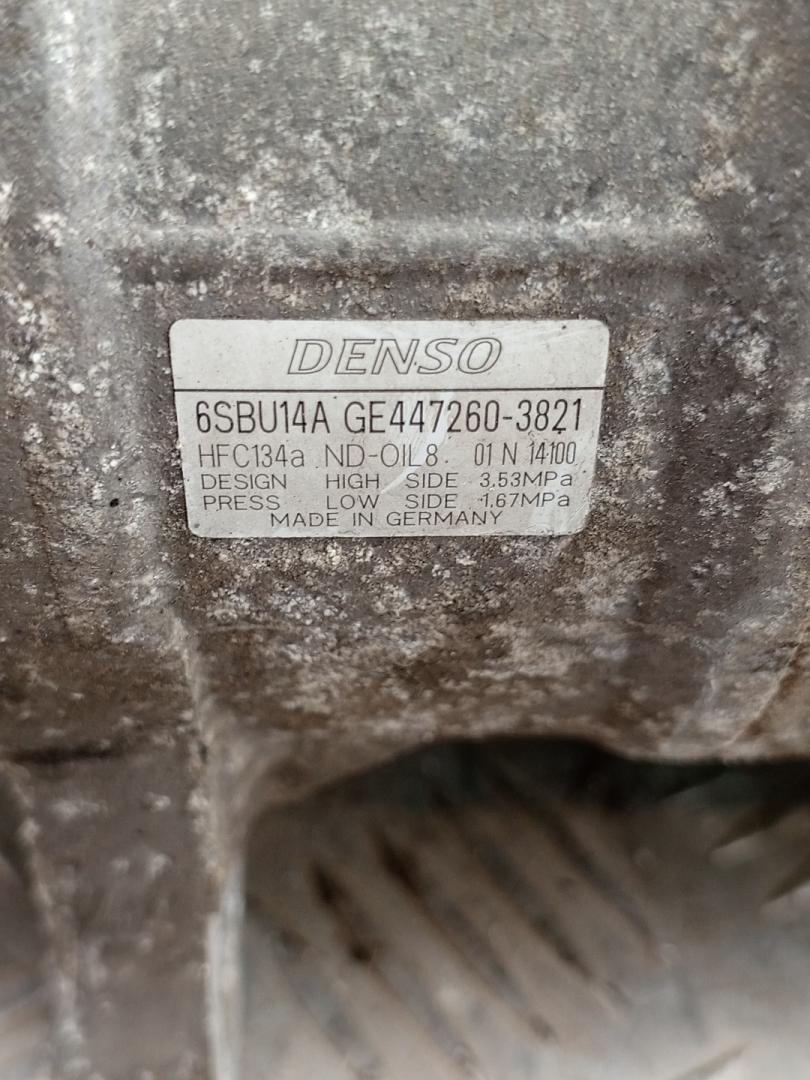 DENSO
6SBU14A GE447260-3821
HFC134a ND-OIL8 01 N 14100
DESIGN HIGH SIDE 3.53MPa
PRESS LOW SIDE 1.67MPa
MADE IN GERMANY